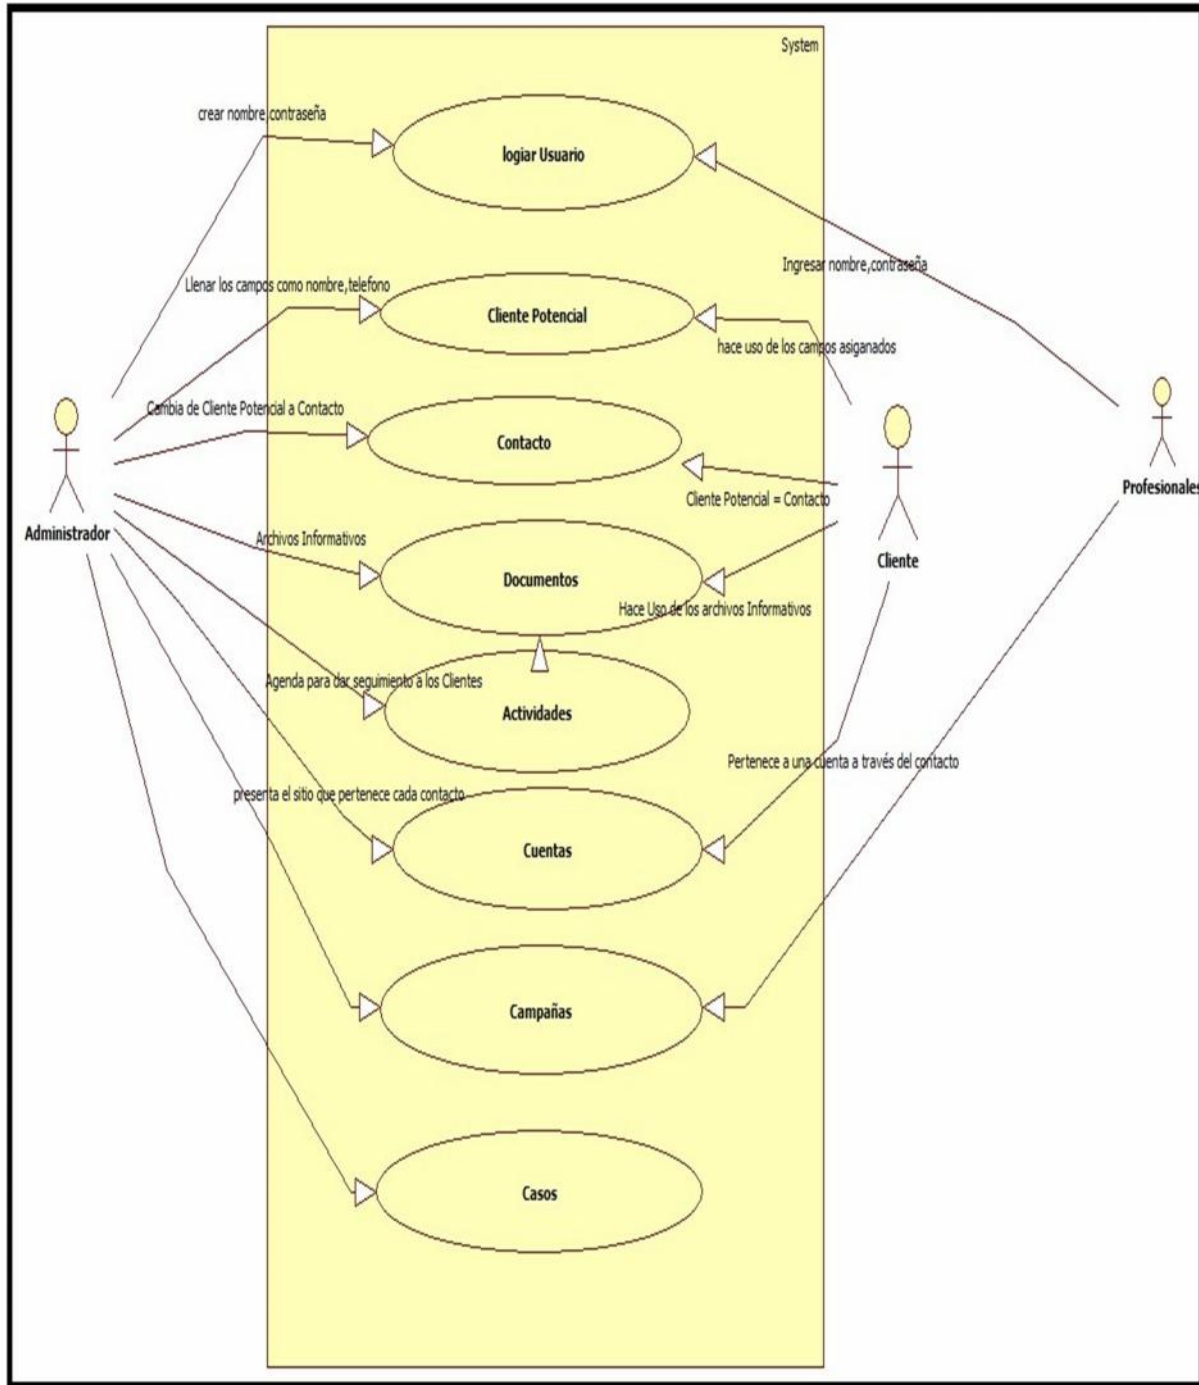 System
crear nombre,contraseña
logiar Usuario
Ingresar nombre,contraseña
Llenar los campos como nombre,telefono
Cliente Potencial
hace uso de los campos asiganados
Cambia de Cliente Potencial a Contacto
Contacto
Cliente Potencial = Contacto
Profesionales
Administrador
Archivos Informativos
Cliente
Documentos
Hace Uso de los archivos Informativos
Agenda para dar seguimiento a los Clientes
Actividades
Pertenece a una cuenta a través del contacto
presenta el sitio que pertenece cada contacto
Cuentas
Campañas
Casos